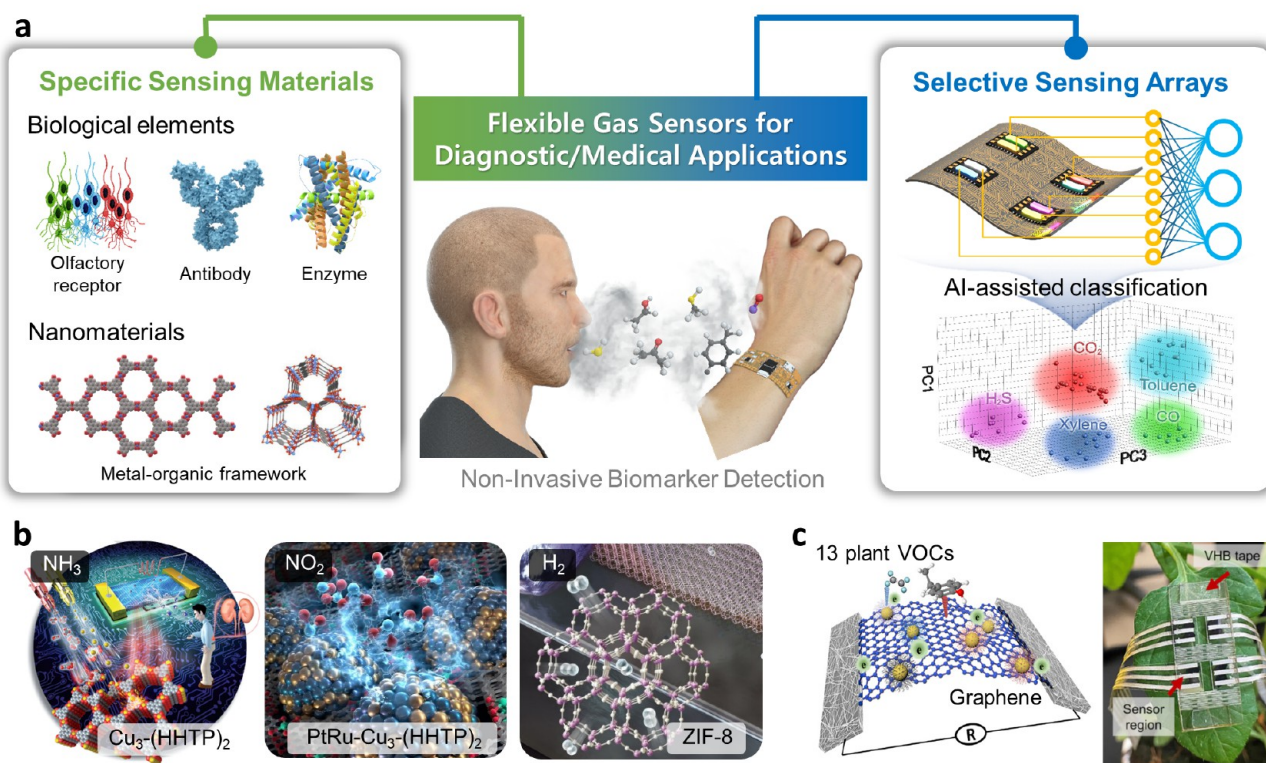 a
Specific Sensing Materials
Biological elements
Olfactory
receptor
Antibody
Enzyme
Nanomaterials
Metal-organic framework
Flexible Gas Sensors for
Diagnostic/Medical Applications
Non-Invasive Biomarker Detection
Selective Sensing Arrays
AI-assisted classification
PC1
CO₂
Toluene
H₂S
Xylene
CO
PC2
PC3
b
NH₃
Cu₃-(HHTP)₂
NO₂
PtRu-Cu₃-(HHTP)₂
H₂
ZIF-8
c
13 plant VOCs
Graphene
R
VHB tape
Sensor
region